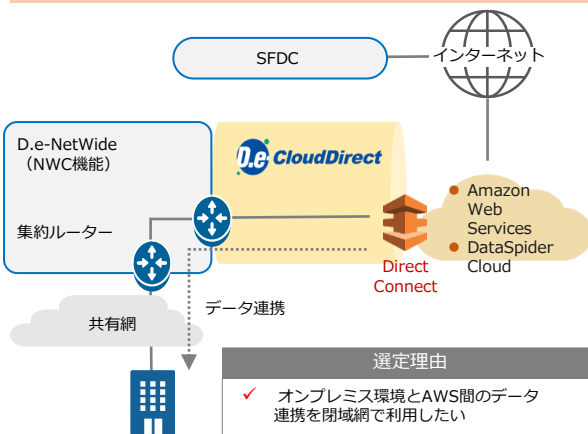 SFDC
インターネット
D.e-NetWide
（NWC機能）
D.e CloudDirect
集約ルーター
Amazon
Web
Services
DataSpider
Cloud
Direct
Connect
データ連携
共有網
選定理由
オンプレミス環境とAWS間のデータ
連携を閉域網で利用したい